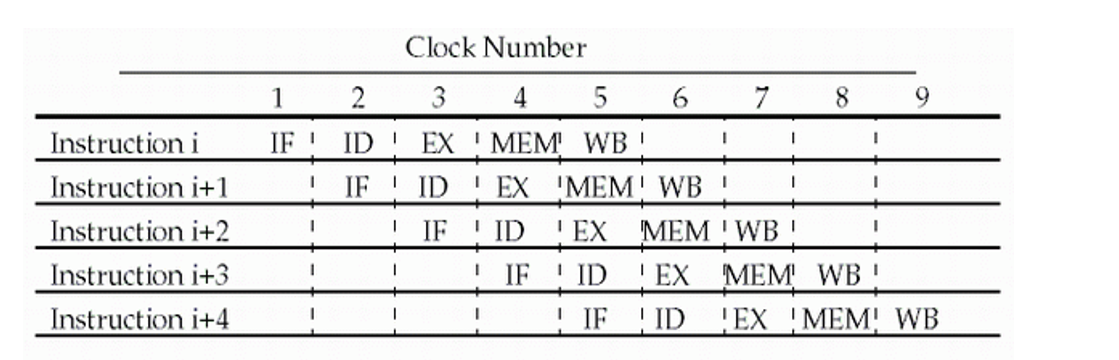 Clock Number
1 2 3 4 5 6 7 8 9
Instruction i IF ID EX MEM WB
Instruction i+1 IF ID EX MEM WB
Instruction i+2 IF ID EX MEM WB
Instruction i+3 IF ID EX MEM WB
Instruction i+4 IF ID EX MEM WB